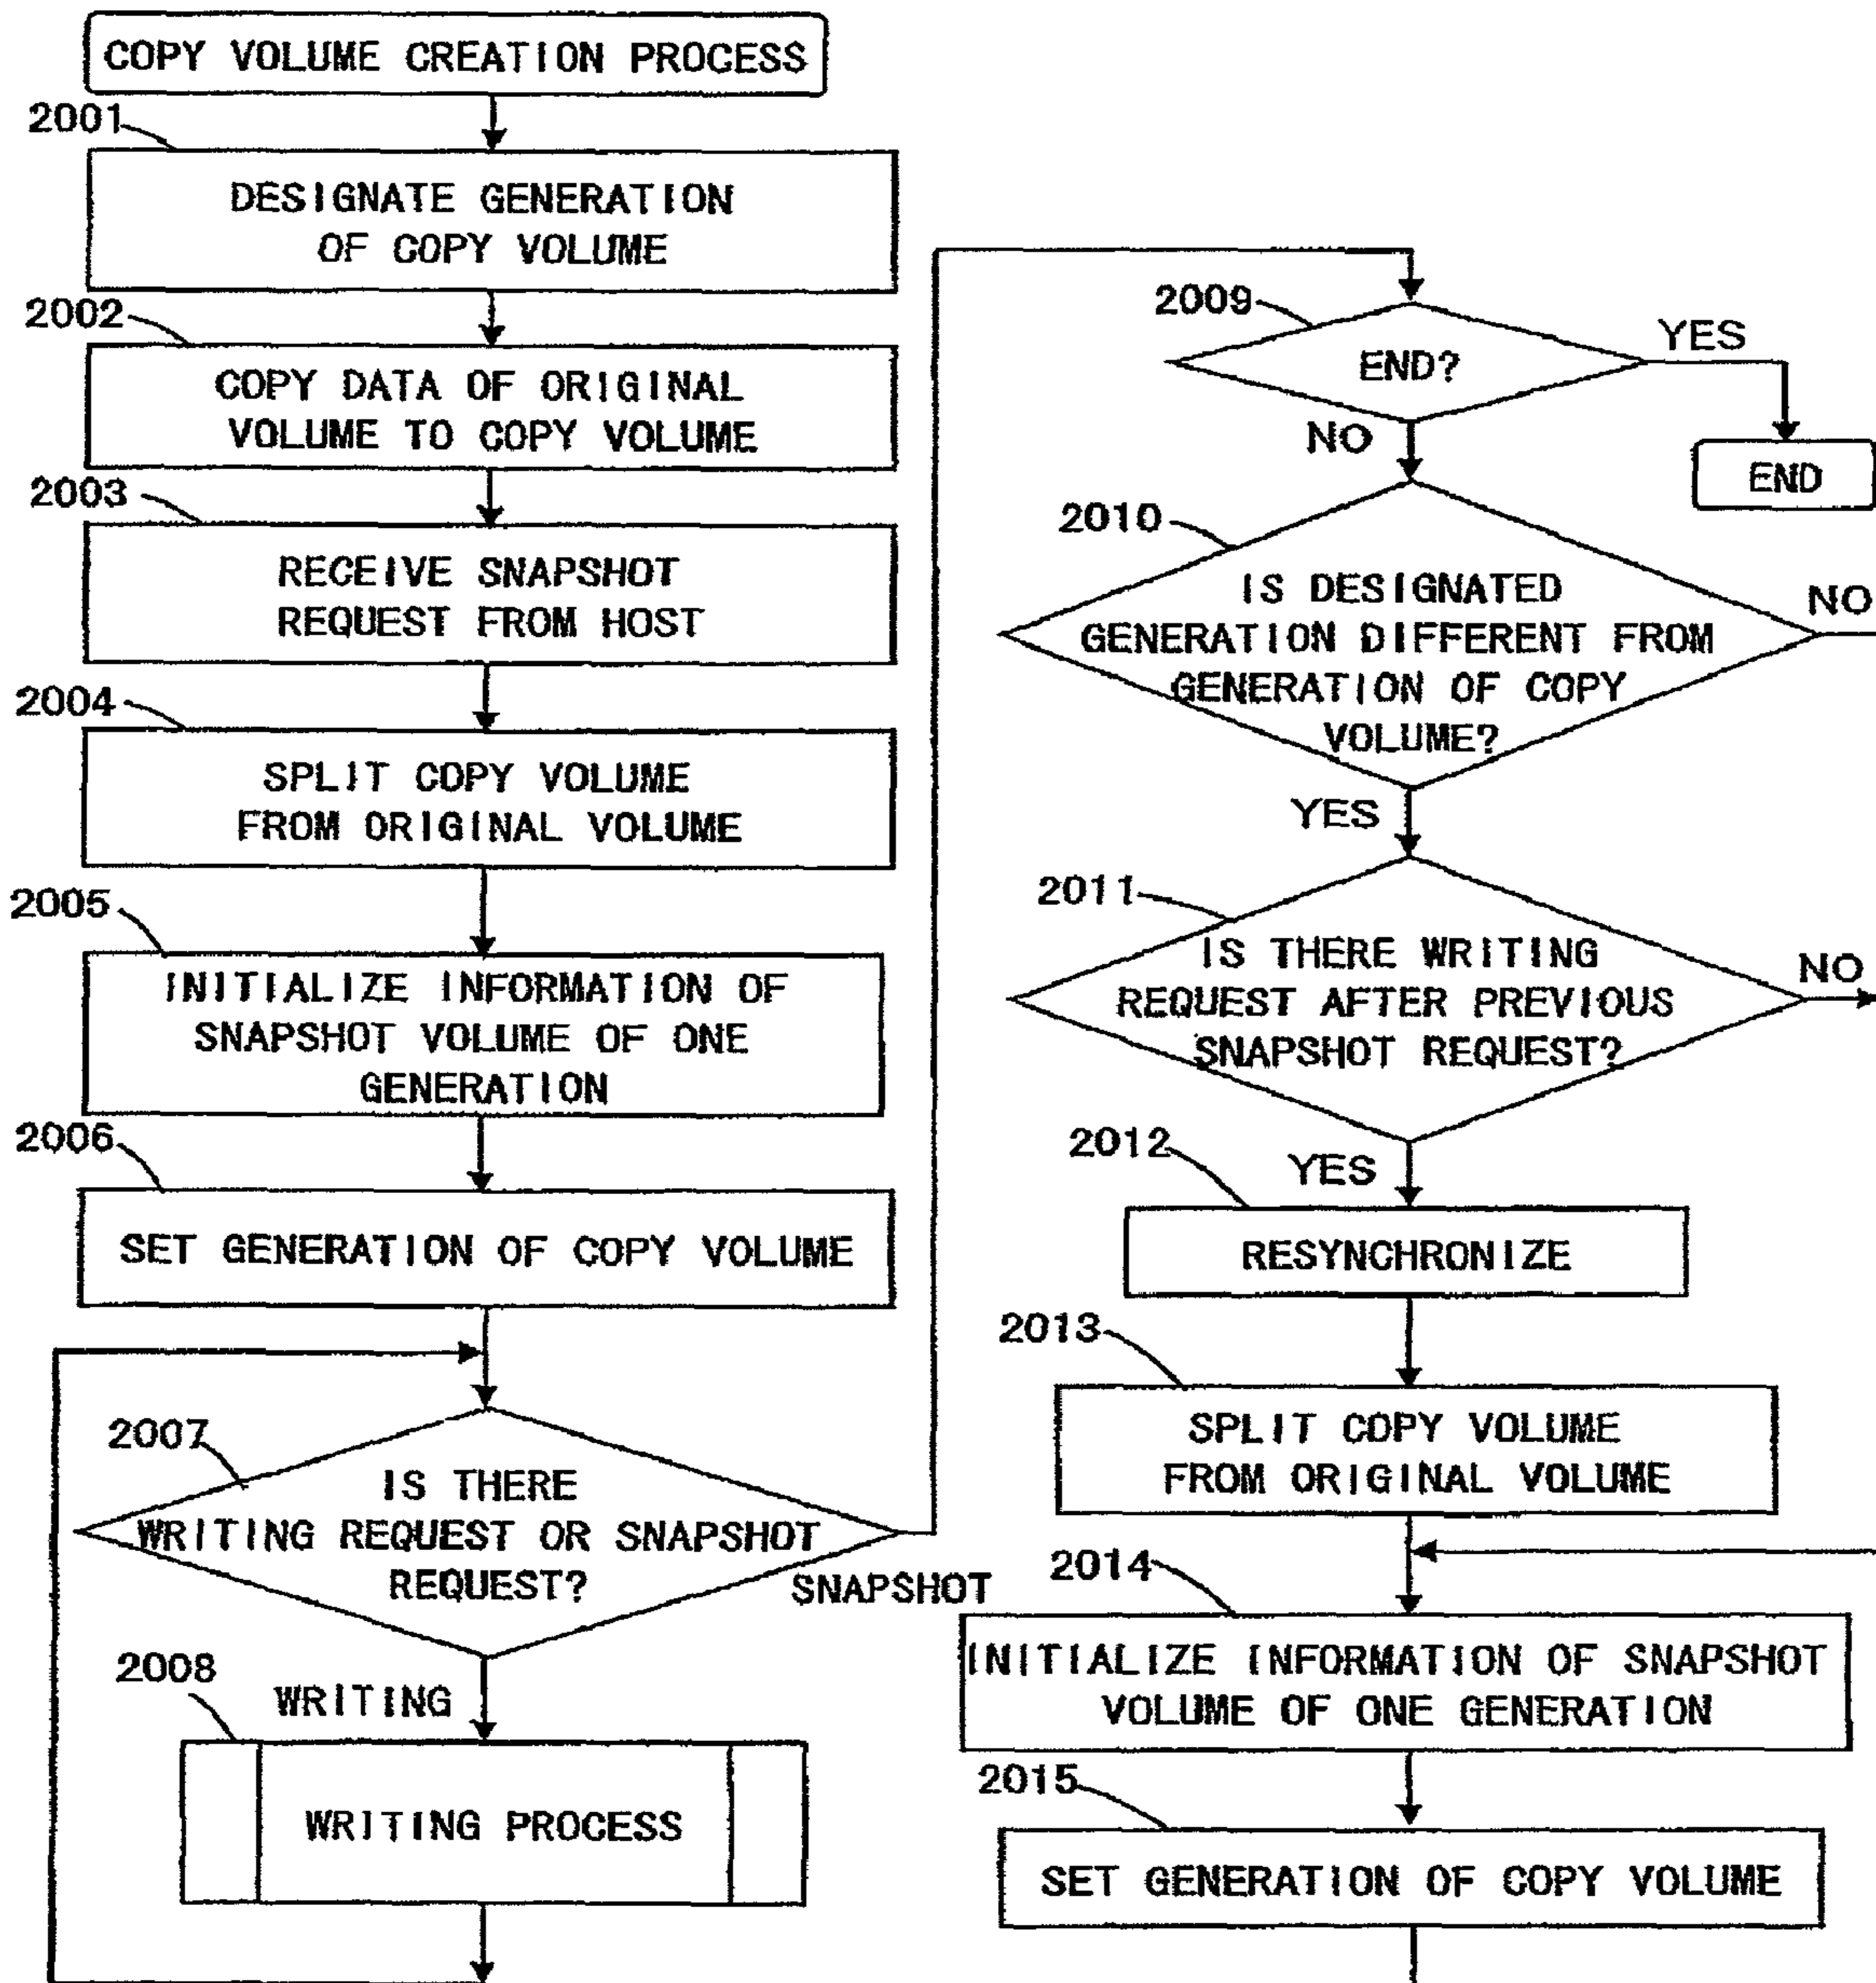 COPY VOLUME CREATION PROCESS
2001
DESIGNATE GENERATION
OF COPY VOLUME
2002
COPY DATA OF ORIGINAL
VOLUME TO COPY VOLUME
2003
RECEIVE SNAPSHOT
REQUEST FROM HOST
2004
SPLIT COPY VOLUME
FROM ORIGINAL VOLUME
2005
INITIALIZE INFORMATION OF
SNAPSHOT VOLUME OF ONE
GENERATION
2006
SET GENERATION OF COPY VOLUME
2007
IS THERE
WRITING REQUEST OR SNAPSHOT
REQUEST?
SNAPSHOT
WRITING
2008
WRITING PROCESS
2009
END?
YES
END
NO
2010
IS DESIGNATED
GENERATION DIFFERENT FROM
GENERATION OF COPY
VOLUME?
NO
YES
2011
IS THERE WRITING
REQUEST AFTER PREVIOUS
SNAPSHOT REQUEST?
NO
YES
2012
RESYNCHRONIZE
2013
SPLIT COPY VOLUME
FROM ORIGINAL VOLUME
2014
INITIALIZE INFORMATION OF SNAPSHOT
VOLUME OF ONE GENERATION
2015
SET GENERATION OF COPY VOLUME